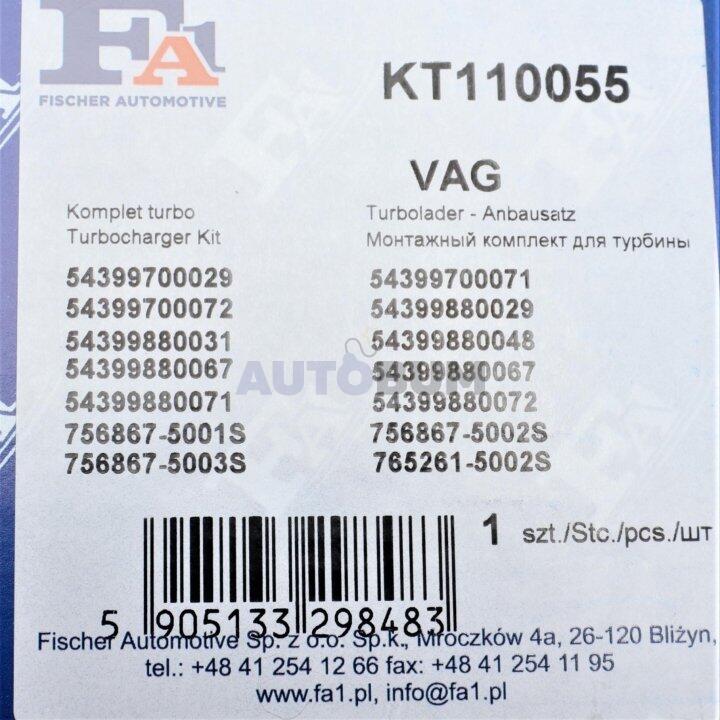 FA1
FISCHER AUTOMOTIVE
KT110055
VAG
Komplet turbo Turbolader - Anbausatz
Turbocharger Kit Монтажный комплект для турбины
54399700029 54399700071
54399700072 54399880029
54399880031 54399880048
54399880067 54399880067
AUTOBUM
54399880071 54399880072
756867-5001S 756867-5002S
756867-5003S 765261-5002S
1 szt./Stc./pcs./шт
5 905133 298483
Fischer Automotive Sp. z o.o. Sp.k., Mroczków 4a, 26-120 Bliżyn,
tel.: +48 41 254 12 66 fax: +48 41 254 11 95
www.fa1.pl, info@fa1.pl